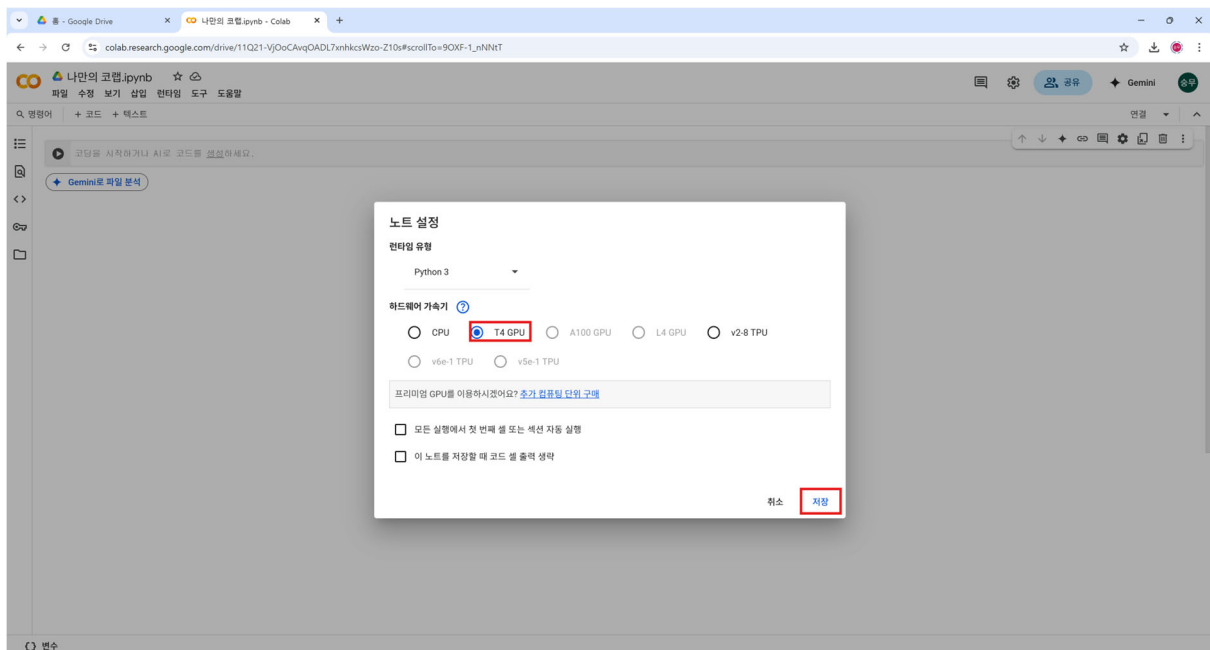 홈 - Google Drive
나만의 코랩.ipynb - Colab
colab.research.google.com/drive/11Q21-VjOoCAvqOADL7xnhkcsWzo-Z10s#scrollTo=9OXF-1_nNNtT
나만의 코랩.ipynb
공유
Gemini
승무
파일 수정 보기 삽입 런타임 도구 도움말
명령어 + 코드 + 텍스트
연결
코딩을 시작하거나 AI로 코드를 생성하세요.
Gemini로 파일 분석
노트 설정
런타임 유형
Python 3
하드웨어 가속기 ?
CPU T4 GPU A100 GPU L4 GPU v2-8 TPU
v6e-1 TPU v5e-1 TPU
프리미엄 GPU를 이용하시겠어요? 추가 컴퓨팅 단위 구매
모든 실행에서 첫 번째 셀 또는 섹션 자동 실행
이 노트를 저장할 때 코드 셀 출력 생략
취소 저장
변수